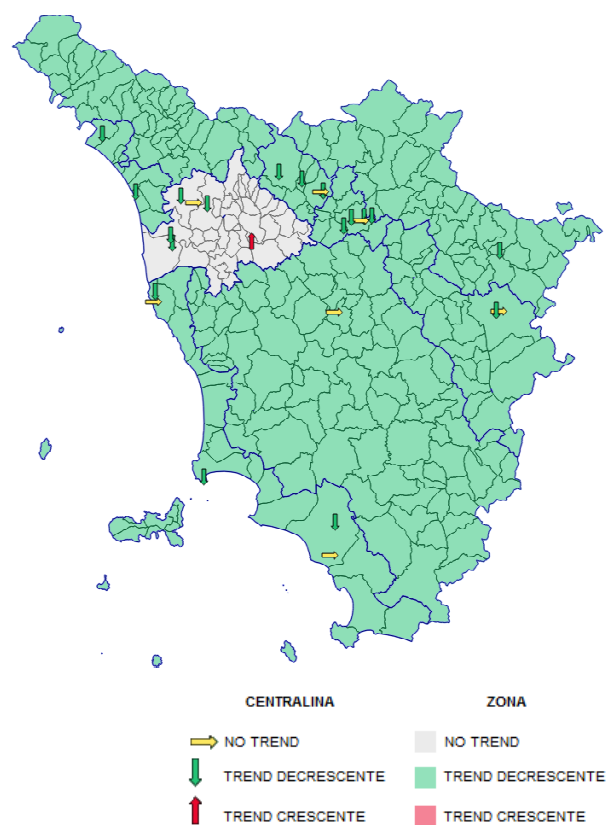 CENTRALINA ZONA
NO TREND NO TREND
TREND DECRESCENTE TREND DECRESCENTE
TREND CRESCENTE TREND CRESCENTE